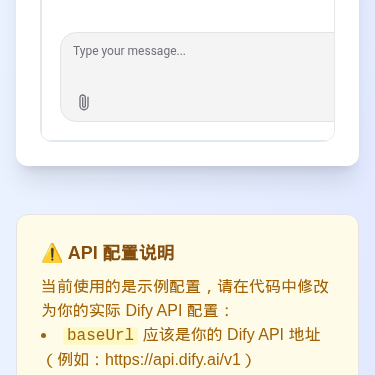 Type your message...
⚠️ API 配置说明
当前使用的是示例配置，请在代码中修改
为你的实际 Dify API 配置：
• baseUrl 应该是你的 Dify API 地址
（例如：https://api.dify.ai/v1）